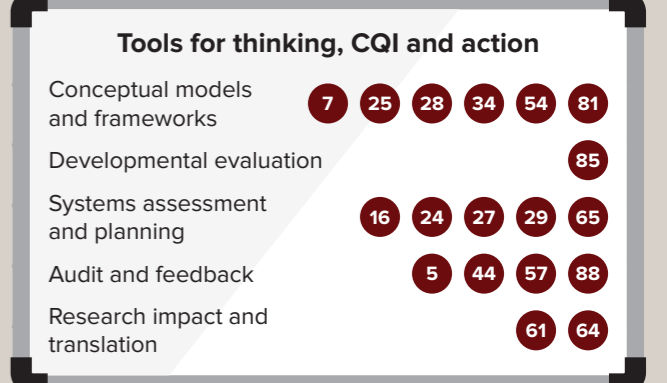 Tools for thinking, CQI and action
Conceptual models
and frameworks
7 25 28 34 54 81
Developmental evaluation
85
Systems assessment
and planning
16 24 27 29 65
Audit and feedback
5 44 57 88
Research impact and
translation
61 64